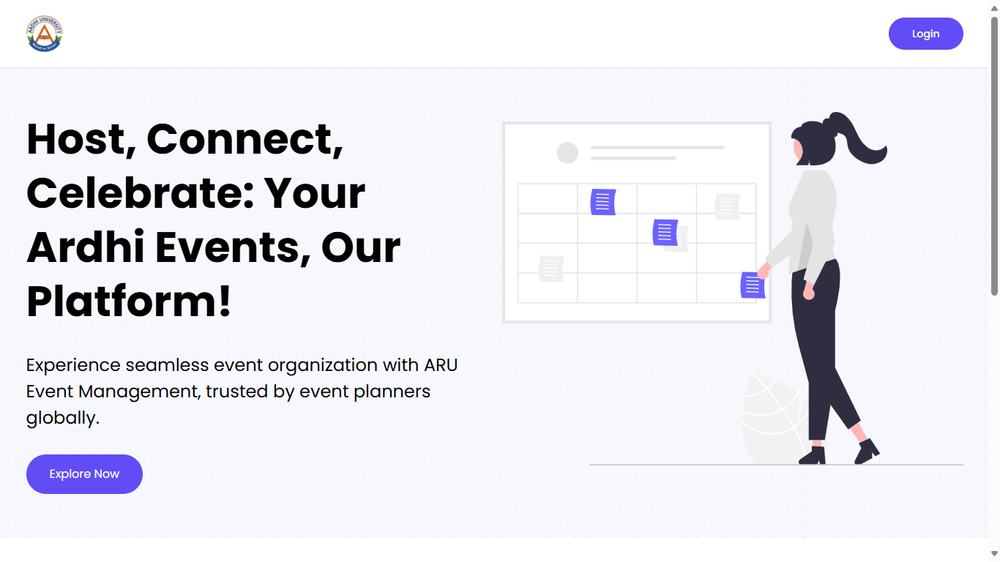 ARDHI UNIVERSITY
Login
Host, Connect,
Celebrate: Your
Ardhi Events, Our
Platform!
Experience seamless event organization with ARU
Event Management, trusted by event planners
globally.
Explore Now